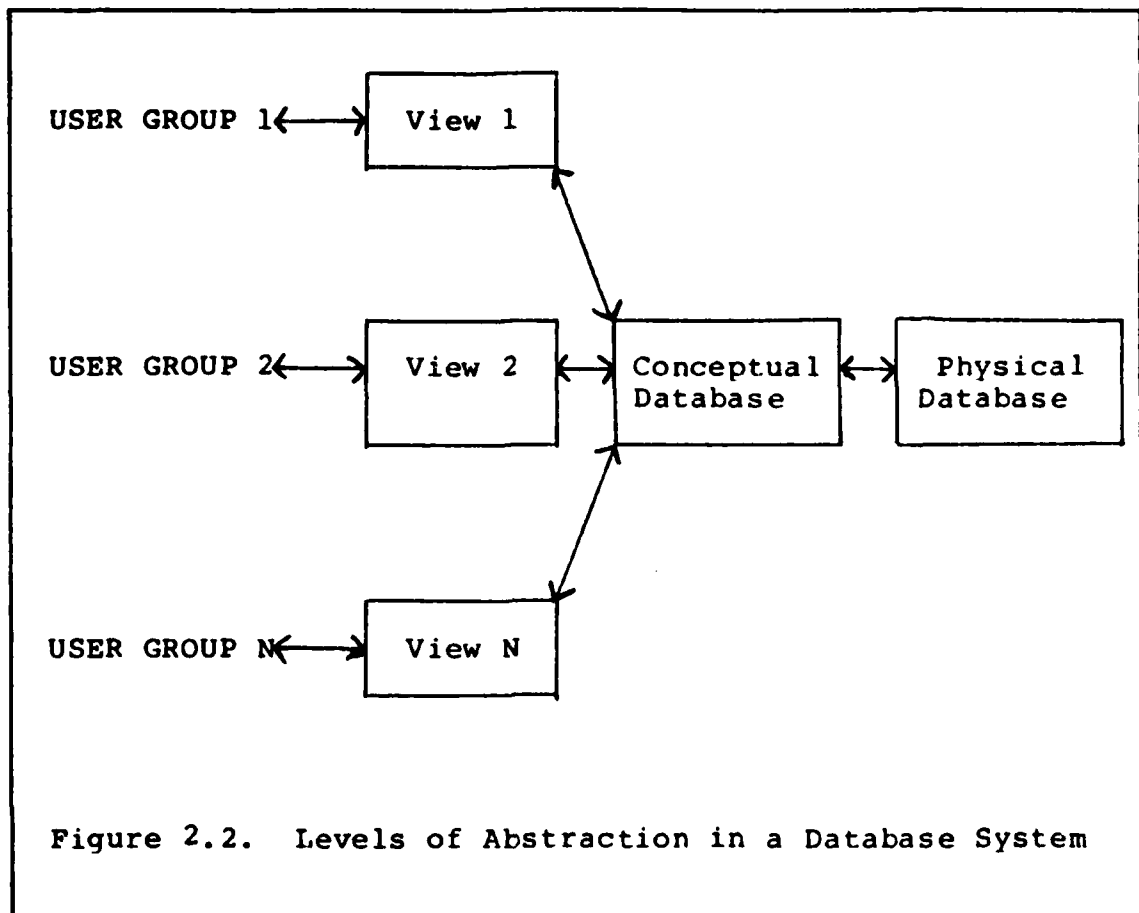 USER GROUP 1
View 1
USER GROUP 2
View 2
Conceptual
Database
Physical
Database
USER GROUP N
View N
Figure 2.2. Levels of Abstraction in a Database System